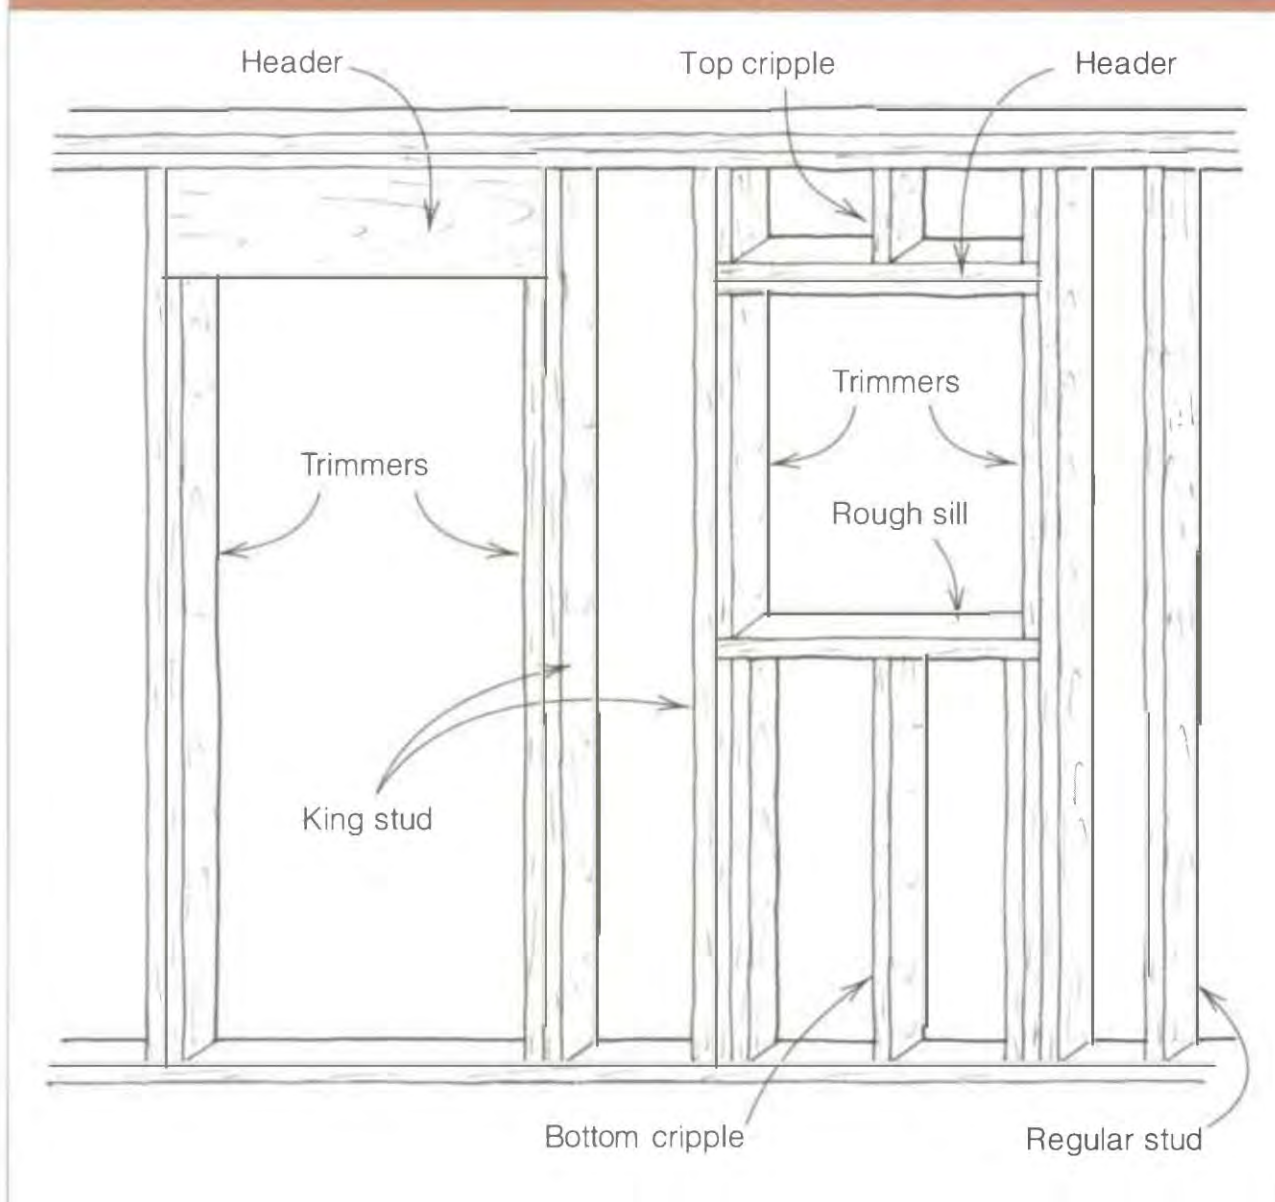 Header
Top cripple
Header
Trimmers
Trimmers
Rough sill
King stud
Bottom cripple
Regular stud